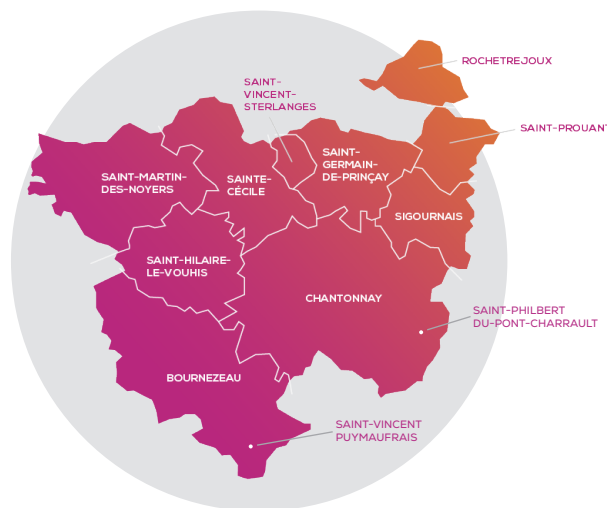 ROCHETREJOUX
SAINT-
VINCENT-
STERLANGES
SAINT-PROUANT
SAINT-
GERMAIN-
DE-PRINÇAY
SAINT-MARTIN-
DES-NOYERS
SAINTE-
CÉCILE
SIGOURNAIS
SAINT-HILAIRE-
LE-VOUHIS
CHANTONNAY
SAINT-PHILBERT
DU-PONT-CHARRAULT
BOURNEZEAU
SAINT-VINCENT
PUYMAUFRAIS